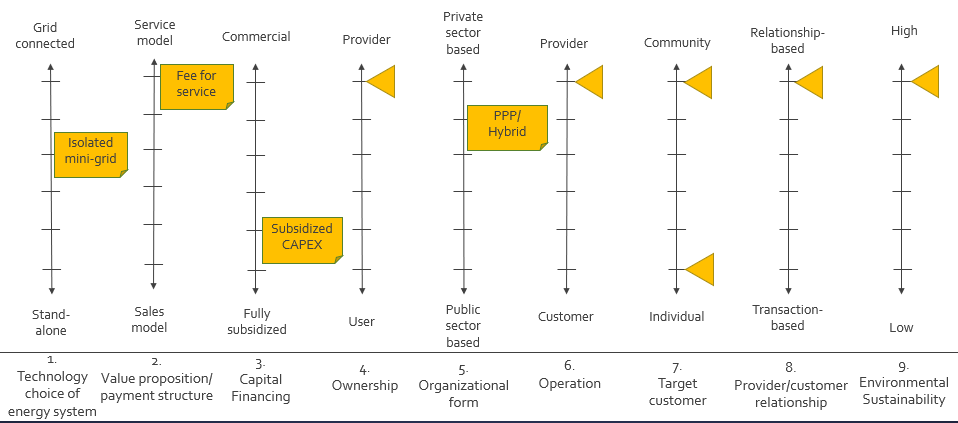 Grid
connected
Service
model
Commercial
Provider
Private
sector
based
Provider
Community
Relationship-
based
High
Fee for
service
PPP/
Hybrid
Isolated
mini-grid
Subsidized
CAPEX
Stand-
alone
Sales
model
Fully
subsidized
User
Public
sector
based
Customer
Individual
Transaction-
based
Low
1.
Technology
choice of
energy system
2.
Value proposition/
payment structure
3.
Capital
Financing
4.
Ownership
5.
Organizational
form
6.
Operation
7.
Target
customer
8.
Provider/customer
relationship
9.
Environmental
Sustainability